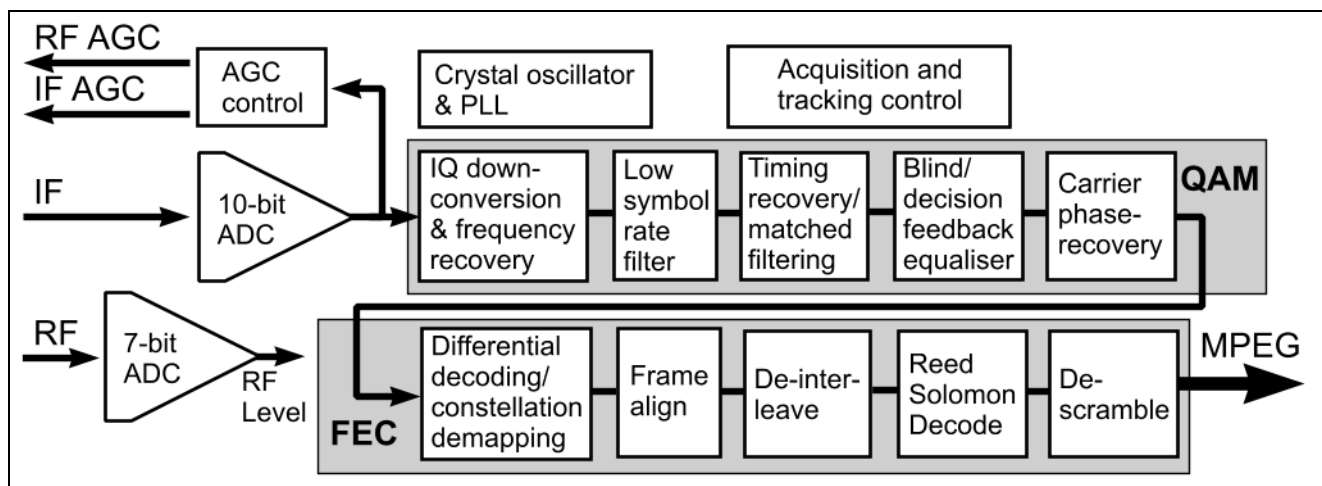 RF AGC
IF AGC
AGC
control
Crystal oscillator
& PLL
Acquisition and
tracking control
IF
10-bit
ADC
IQ down-
conversion
& frequency
recovery
Low
symbol
rate
filter
Timing
recovery/
matched
filtering
Blind/
decision
feedback
equaliser
Carrier
phase-
recovery
QAM
RF
7-bit
ADC
RF
Level
FEC
Differential
decoding/
constellation
demapping
Frame
align
De-inter-
leave
Reed
Solomon
Decode
De-
scramble
MPEG